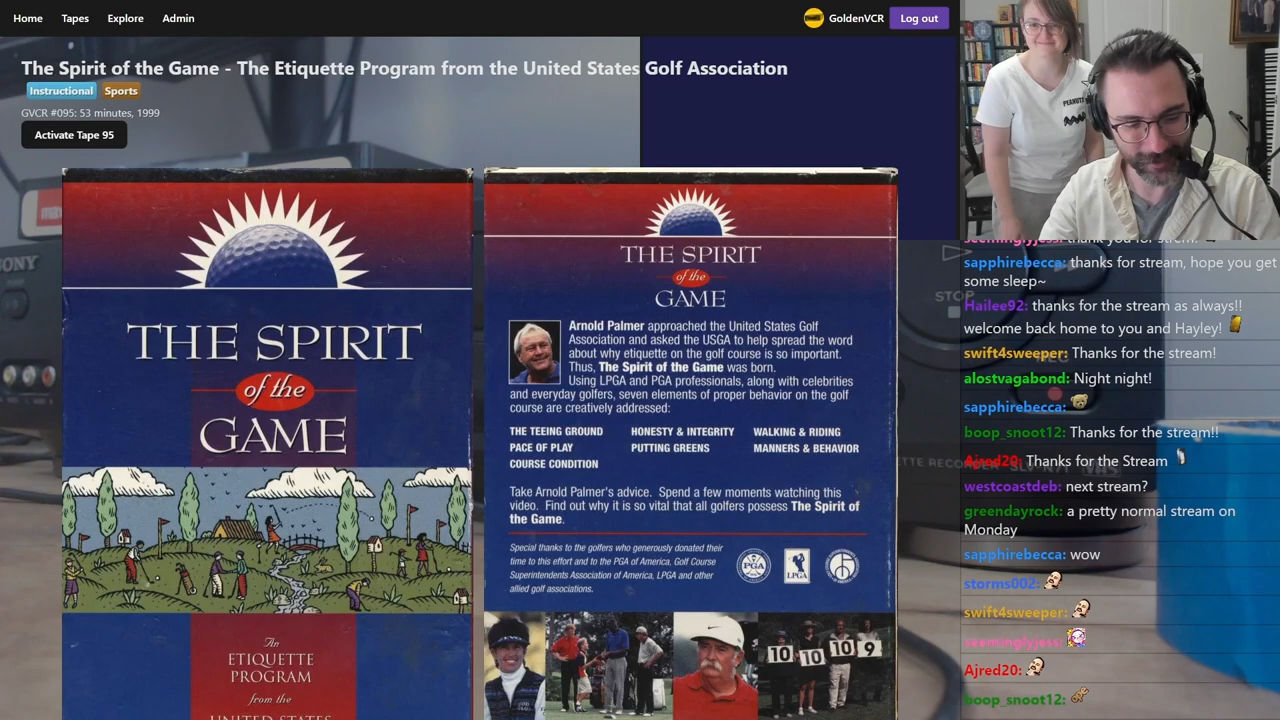 Home Tapes Explore Admin
GoldenVCR Log out
The Spirit of the Game - The Etiquette Program from the United States Golf Association
Instructional Sports
GVCR #095: 53 minutes, 1999
Activate Tape 95
THE SPIRIT
of the
GAME
An
ETIQUETTE
PROGRAM
from the
UNITED STATES
THE SPIRIT
of the
GAME
Arnold Palmer approached the United States Golf
Association and asked the USGA to help spread the word
about why etiquette on the golf course is so important.
Thus, The Spirit of the Game was born.
Using LPGA and PGA professionals, along with celebrities
and everyday golfers, seven elements of proper behavior on the golf
course are creatively addressed:
THE TEEING GROUND HONESTY & INTEGRITY WALKING & RIDING
PACE OF PLAY PUTTING GREENS MANNERS & BEHAVIOR
COURSE CONDITION
Take Arnold Palmer's advice. Spend a few moments watching this
video. Find out why it is so vital that all golfers possess The Spirit of
the Game.
Special thanks to the golfers who generously donated their
time to this effort and to the PGA of America, Golf Course
Superintendents Association of America, LPGA and other
allied golf associations.
PGA LPGA
10 10 10 9
SONY
STOP
REC
PEANUTS
seeminglyjess: thank you for strem!
sapphirebecca: thanks for stream, hope you get
some sleep~
Hailee92: thanks for the stream as always!!
welcome back home to you and Hayley!
swift4sweeper: Thanks for the stream!
alostvagabond: Night night!
sapphirebecca:
boop_snoot12: Thanks for the stream!!
Ajred20: Thanks for the Stream
westcoastdeb: next stream?
greendayrock: a pretty normal stream on
Monday
sapphirebecca: wow
storms002:
swift4sweeper:
seeminglyjess:
Ajred20:
boop_snoot12: